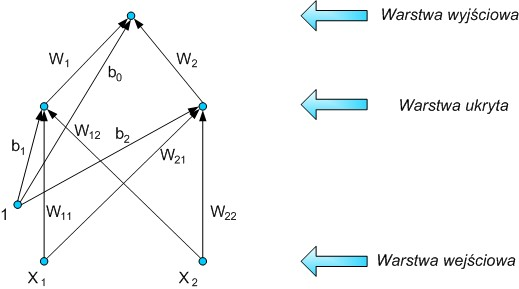 Warstwa wyjściowa
W1
W2
b0
Warstwa ukryta
W12
b2
b1
W21
1
W11
W22
X1
X2
Warstwa wejściowa